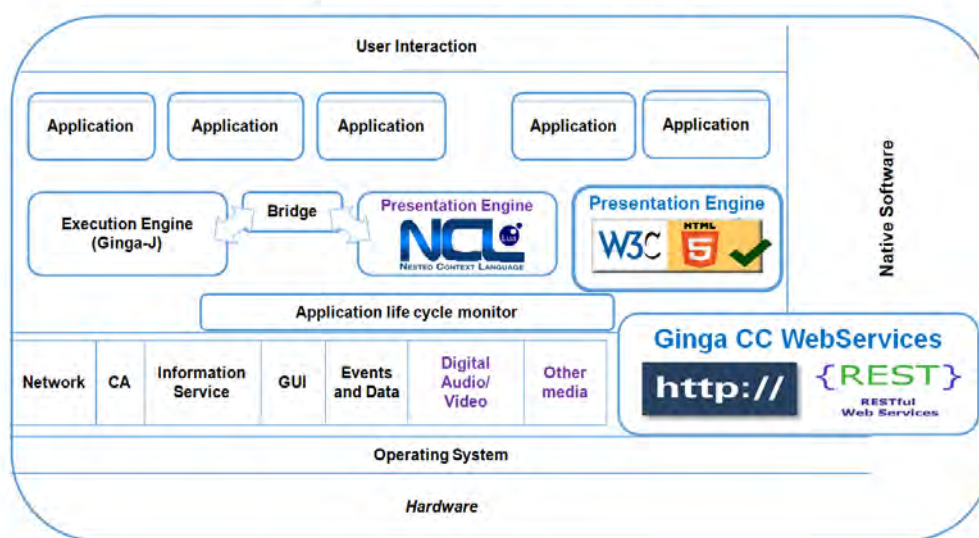 User Interaction
Application
Application
Application
Application
Application
Native Software
Execution Engine
(Ginga-J)
Bridge
Presentation Engine
NCL
Lua
NESTED CONTEXT LANGUAGE
Presentation Engine
W3C
HTML
5
Application life cycle monitor
Network
CA
Information
Service
GUI
Events
and Data
Digital
Audio/
Video
Other
media
Ginga CC WebServices
http://
{REST}
RESTful
Web Services
Operating System
Hardware